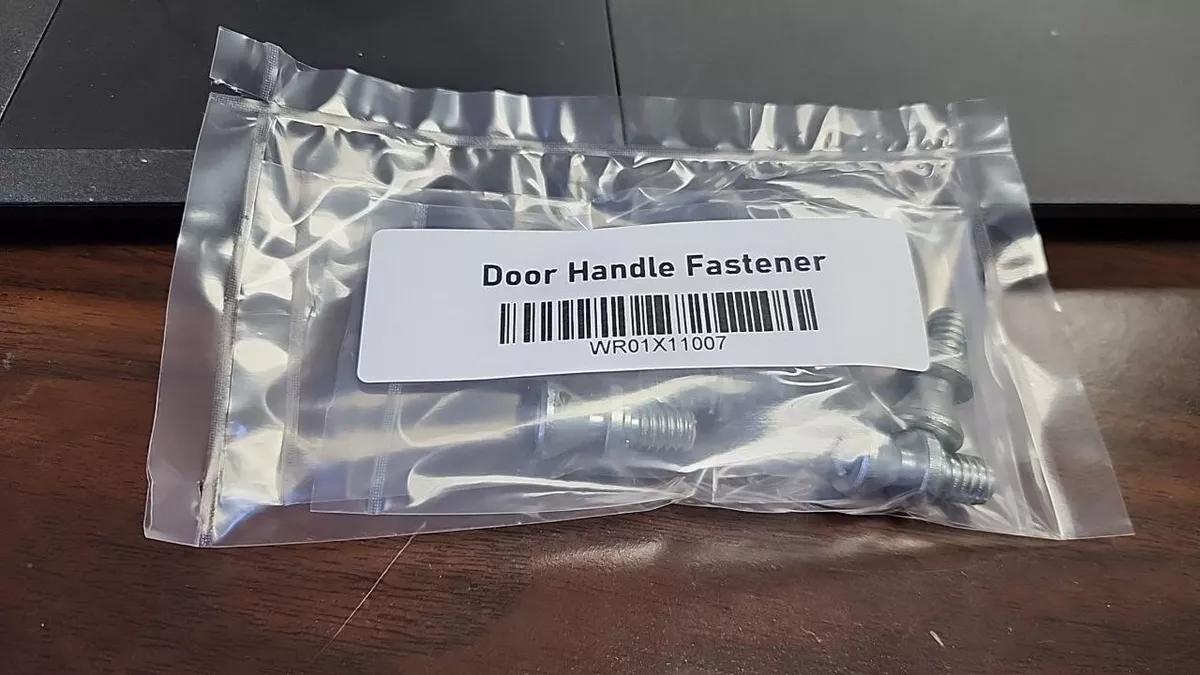 Door Handle Fastener
WR01X11007